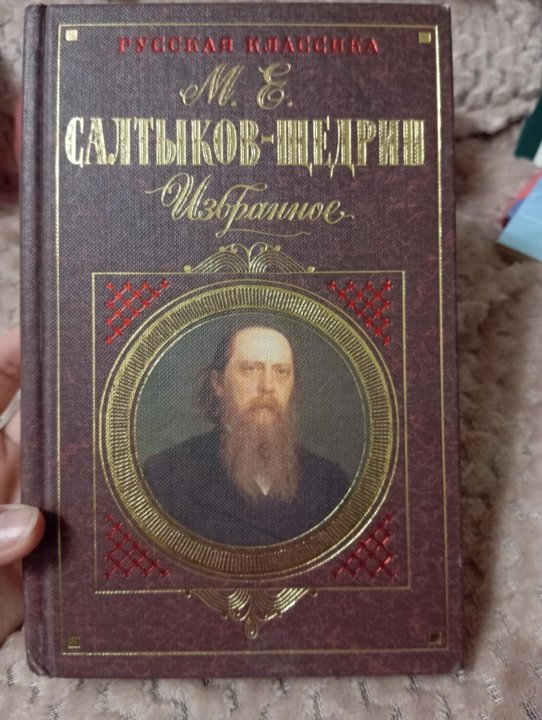 РУССКАЯ КЛАССИКА
М. Е.
САЛТЫКОВ-ЩЕДРИН
Избранное